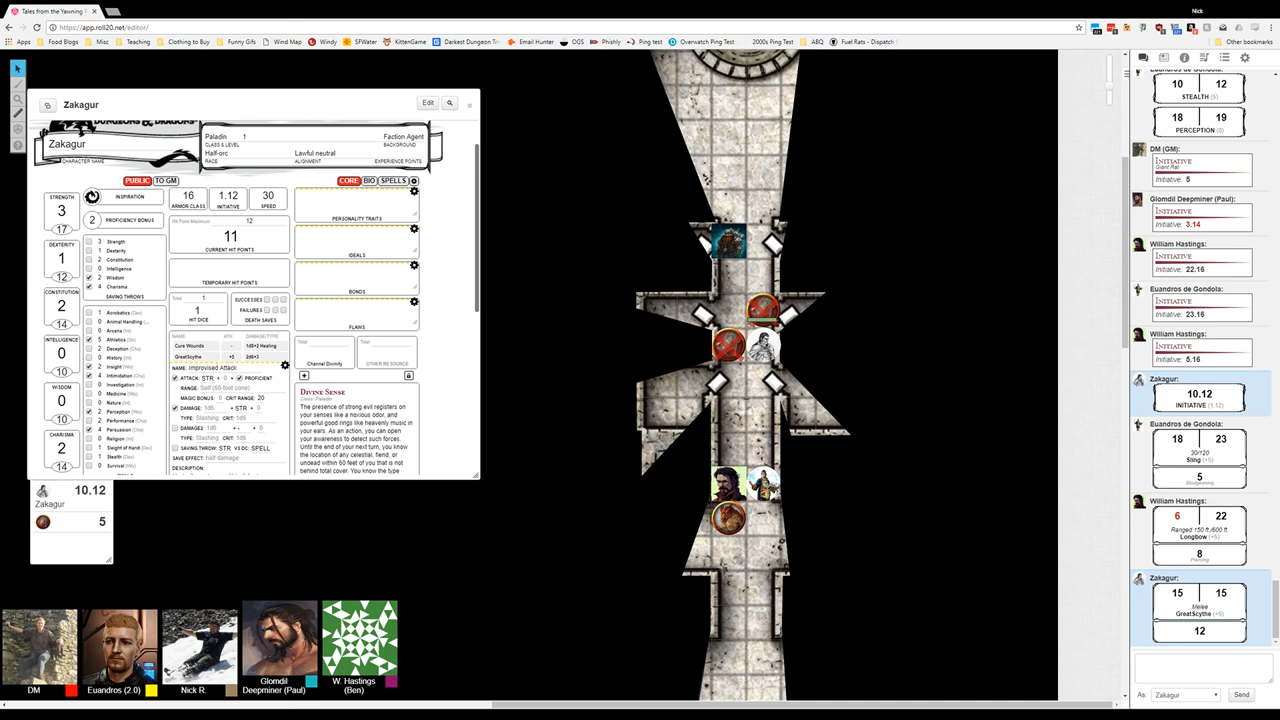 Tales from the Yawning F
Nick
https://app.roll20.net/editor/
Apps Food Blogs Misc Teaching Clothing to Buy Funny Gifs Wind Map Windy SFWater KittenGame Darkest Dungeon Tr Email Hunter OGS Phishly Ping test Overwatch Ping Test 2000s Ping Test ABQ Fuel Rats - Dispatch Other bookmarks
Zakagur
Edit
DUNGEONS & DRAGONS
Zakagur
CHARACTER NAME
Paladin 1
Faction Agent
CLASS & LEVEL
BACKGROUND
Half-orc
Lawful neutral
RACE
ALIGNMENT
EXPERIENCE POINTS
PUBLIC TO GM
CORE BIO SPELLS
STRENGTH
3
17
DEXTERITY
1
12
CONSTITUTION
2
14
INTELLIGENCE
0
10
WISDOM
0
10
CHARISMA
2
14
INSPIRATION
2 PROFICIENCY BONUS
3 Strength
1 Dexterity
2 Constitution
0 Intelligence
2 Wisdom
4 Charisma
SAVING THROWS
1 Acrobatics (Dex)
0 Animal Handling (...
0 Arcana (Int)
5 Athletics (Str)
2 Deception (Cha)
0 History (Int)
2 Insight (Wis)
4 Intimidation (Cha)
0 Investigation (Int)
0 Medicine (Wis)
0 Nature (Int)
2 Perception (Wis)
2 Performance (Cha)
4 Persuasion (Cha)
0 Religion (Int)
1 Sleight of Hand (Dex)
1 Stealth (Dex)
0 Survival (Wis)
16
ARMOR CLASS
1.12
INITIATIVE
30
SPEED
Hit Point Maximum 12
11
CURRENT HIT POINTS
TEMPORARY HIT POINTS
Total 1
1
HIT DICE
SUCCESSES
FAILURES
DEATH SAVES
NAME ATK DAMAGE/TYPE
Cure Wounds - 1d8+2 Healing
GreatScythe +5 2d6+3
NAME: Improvised Attack
ATTACK: STR + 0 + PROFICIENT
RANGE: Self (60-foot cone)
MAGIC BONUS: 0 CRIT RANGE: 20
DAMAGE: 1d6 + STR + 0
TYPE: Slashing CRIT: 1d6
DAMAGE2: 1d6 + - + 0
TYPE: Slashing CRIT: 1d6
SAVING THROW: STR VS DC: SPELL
SAVE EFFECT: half damage
DESCRIPTION:
PERSONALITY TRAITS
IDEALS
BONDS
FLAWS
Total
Channel Divinity
Total
OTHER RESOURCE
DIVINE SENSE
Class: Paladin
The presence of strong evil registers on
your senses like a noxious odor, and
powerful good rings like heavenly music in
your ears. As an action, you can open
your awareness to detect such forces.
Until the end of your next turn, you know
the location of any celestial, fiend, or
undead within 60 feet of you that is not
behind total cover. You know the type
10.12
Zakagur
5
DM
Euandros (2.0)
Nick R.
Glomdil
Deepminer (Paul)
W. Hastings
(Ben)
Euandros de Gondola:
10 12
STEALTH (5)
18 19
PERCEPTION (0)
DM (GM):
INITIATIVE
Giant Rat
Initiative: 5
Glomdil Deepminer (Paul):
INITIATIVE
Initiative: 3.14
William Hastings:
INITIATIVE
Initiative: 22.16
Euandros de Gondola:
INITIATIVE
Initiative: 23.16
William Hastings:
INITIATIVE
Initiative: 5.16
Zakagur:
10.12
INITIATIVE (1.12)
Euandros de Gondola:
18 23
30/120
Sling (+5)
5
Bludgeoning
William Hastings:
6 22
Ranged 150 ft./600 ft.
Longbow (+5)
8
Piercing
Zakagur:
15 15
Melee
GreatScythe (+5)
12
As: Zakagur Send